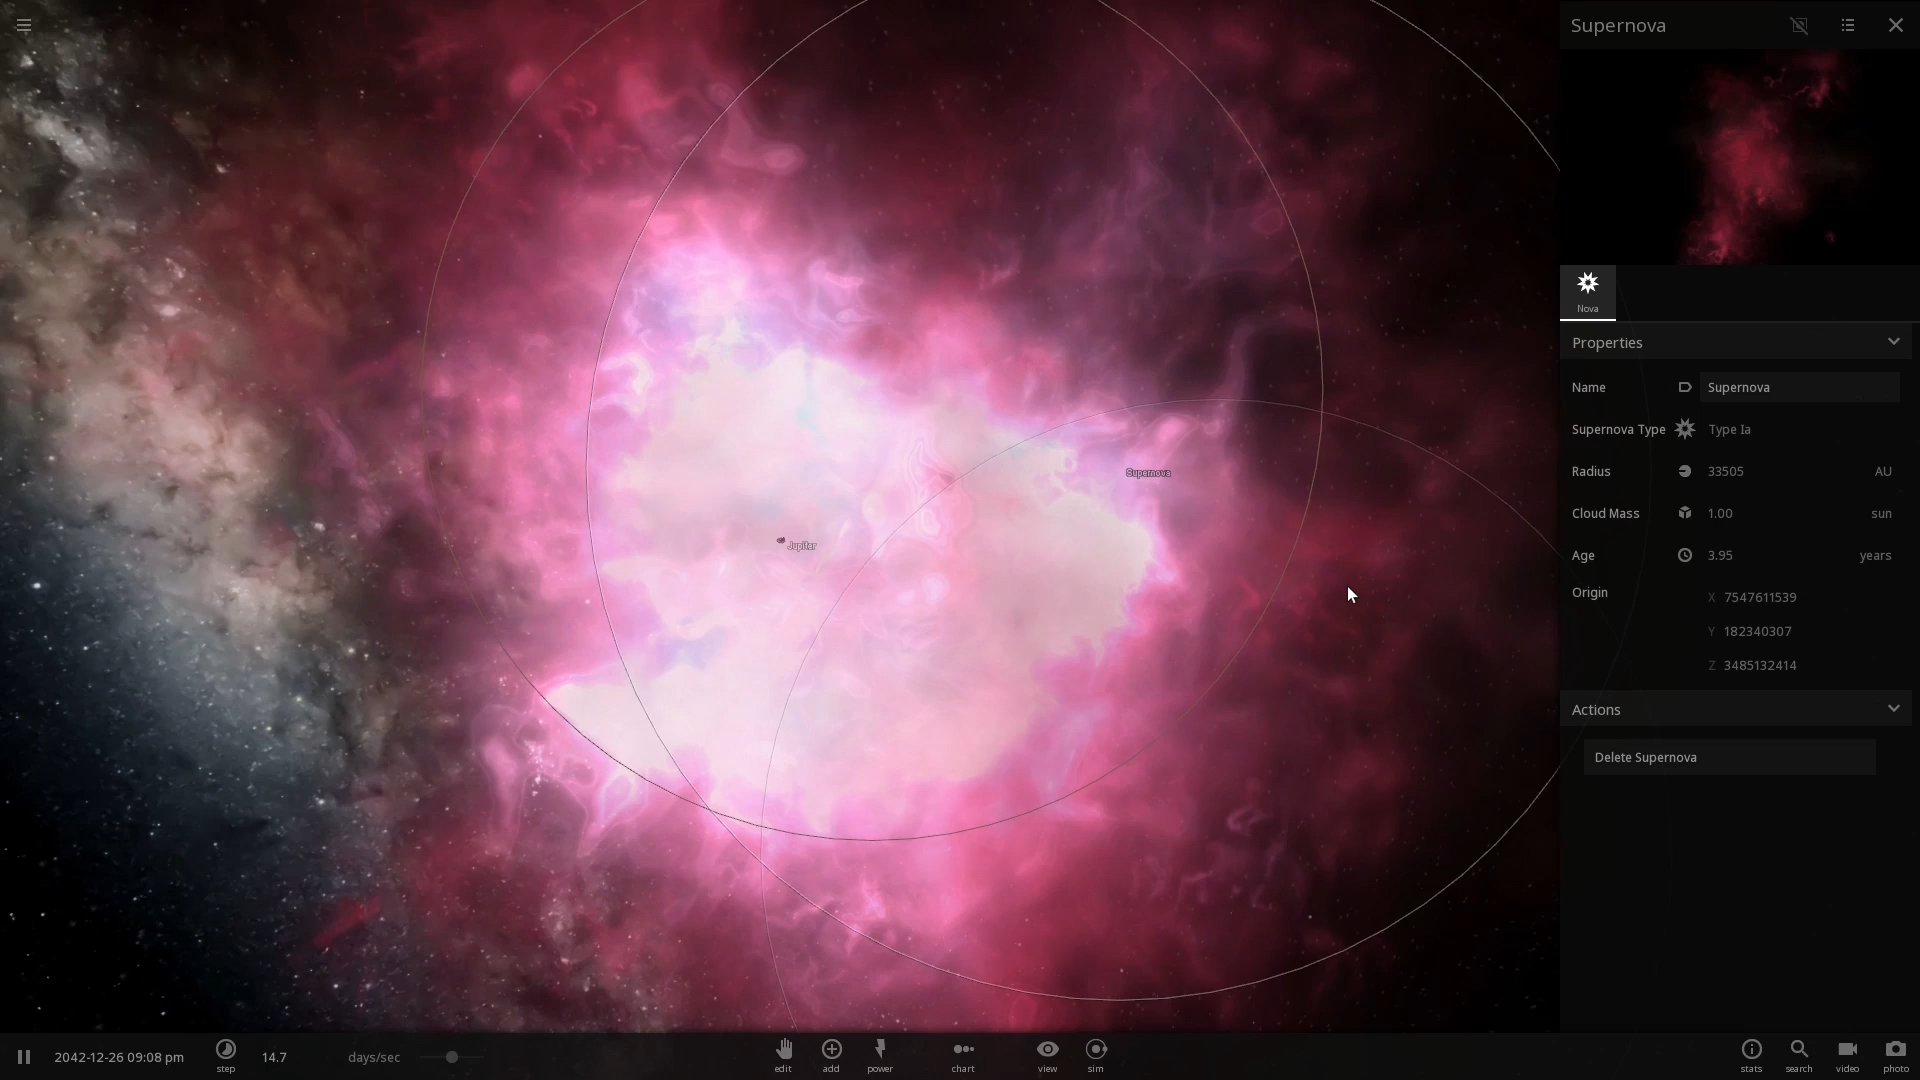 Supernova
Nova
Properties
Name Supernova
Supernova Type Type Ia
Radius 33505 AU
Cloud Mass 1.00 sun
Age 3.95 years
Origin
X 7547611539
Y 182340307
Z 3485132414
Actions
Delete Supernova
Supernova
Jupiter
2042-12-26 09:08 pm
step
14.7 days/sec
edit
add
power
chart
view
sim
stats
search
video
photo